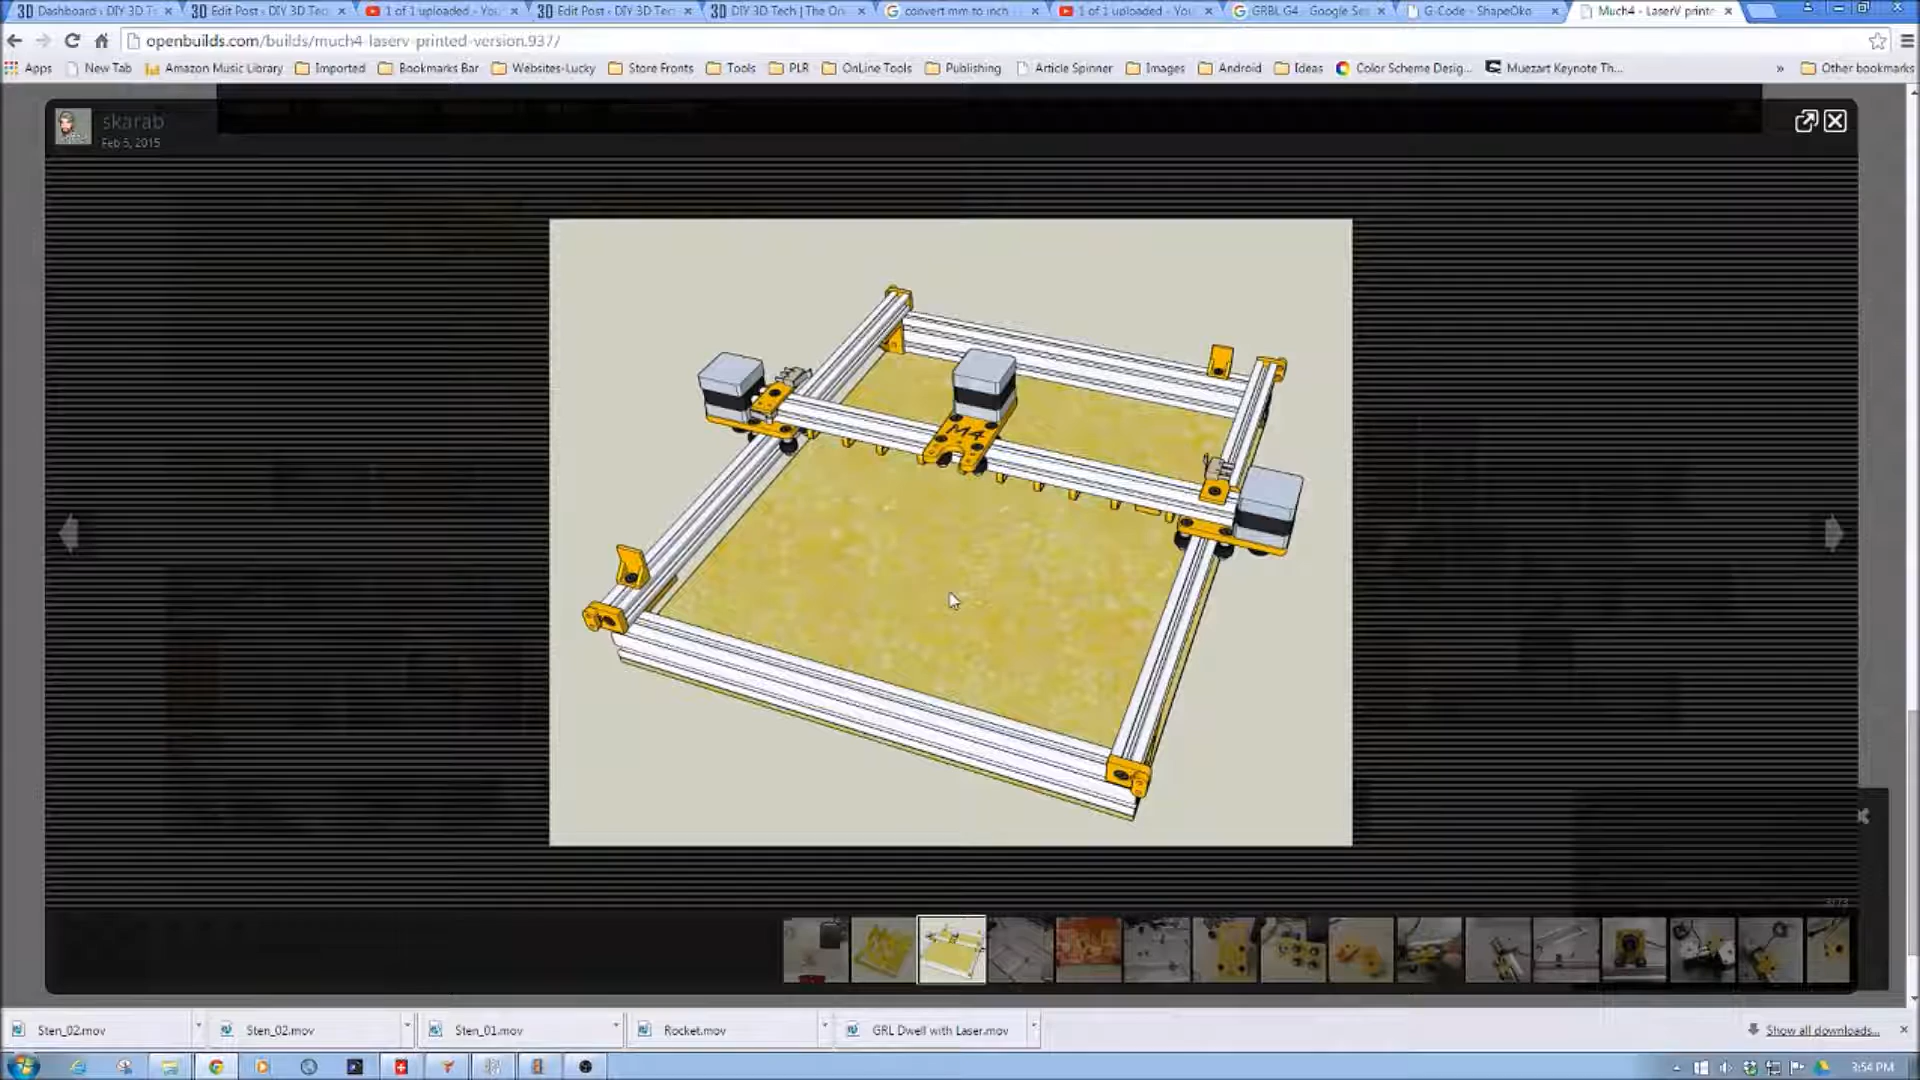 Dashboard ‹ DIY 3D T
Edit Post ‹ DIY 3D Tec
1 of 1 uploaded - You
Edit Post ‹ DIY 3D Tec
DIY 3D Tech | The On
convert mm to inch
1 of 1 uploaded - You
GRBL G4 - Google Se
G-Code - ShapeOko
Much4 - LaserV printe
openbuilds.com/builds/much4-laserv-printed-version.937/
Apps
New Tab
Amazon Music Library
Imported
Bookmarks Bar
Websites-Lucky
Store Fronts
Tools
PLR
OnLine Tools
Publishing
Article Spinner
Images
Android
Ideas
Color Scheme Desig...
Muezart Keynote Th...
»
Other bookmarks
skarab
Feb 5, 2015
M4
Sten_02.mov
Sten_02.mov
Sten_01.mov
Rocket.mov
GRL Dwell with Laser.mov
Show all downloads...
3:54 PM